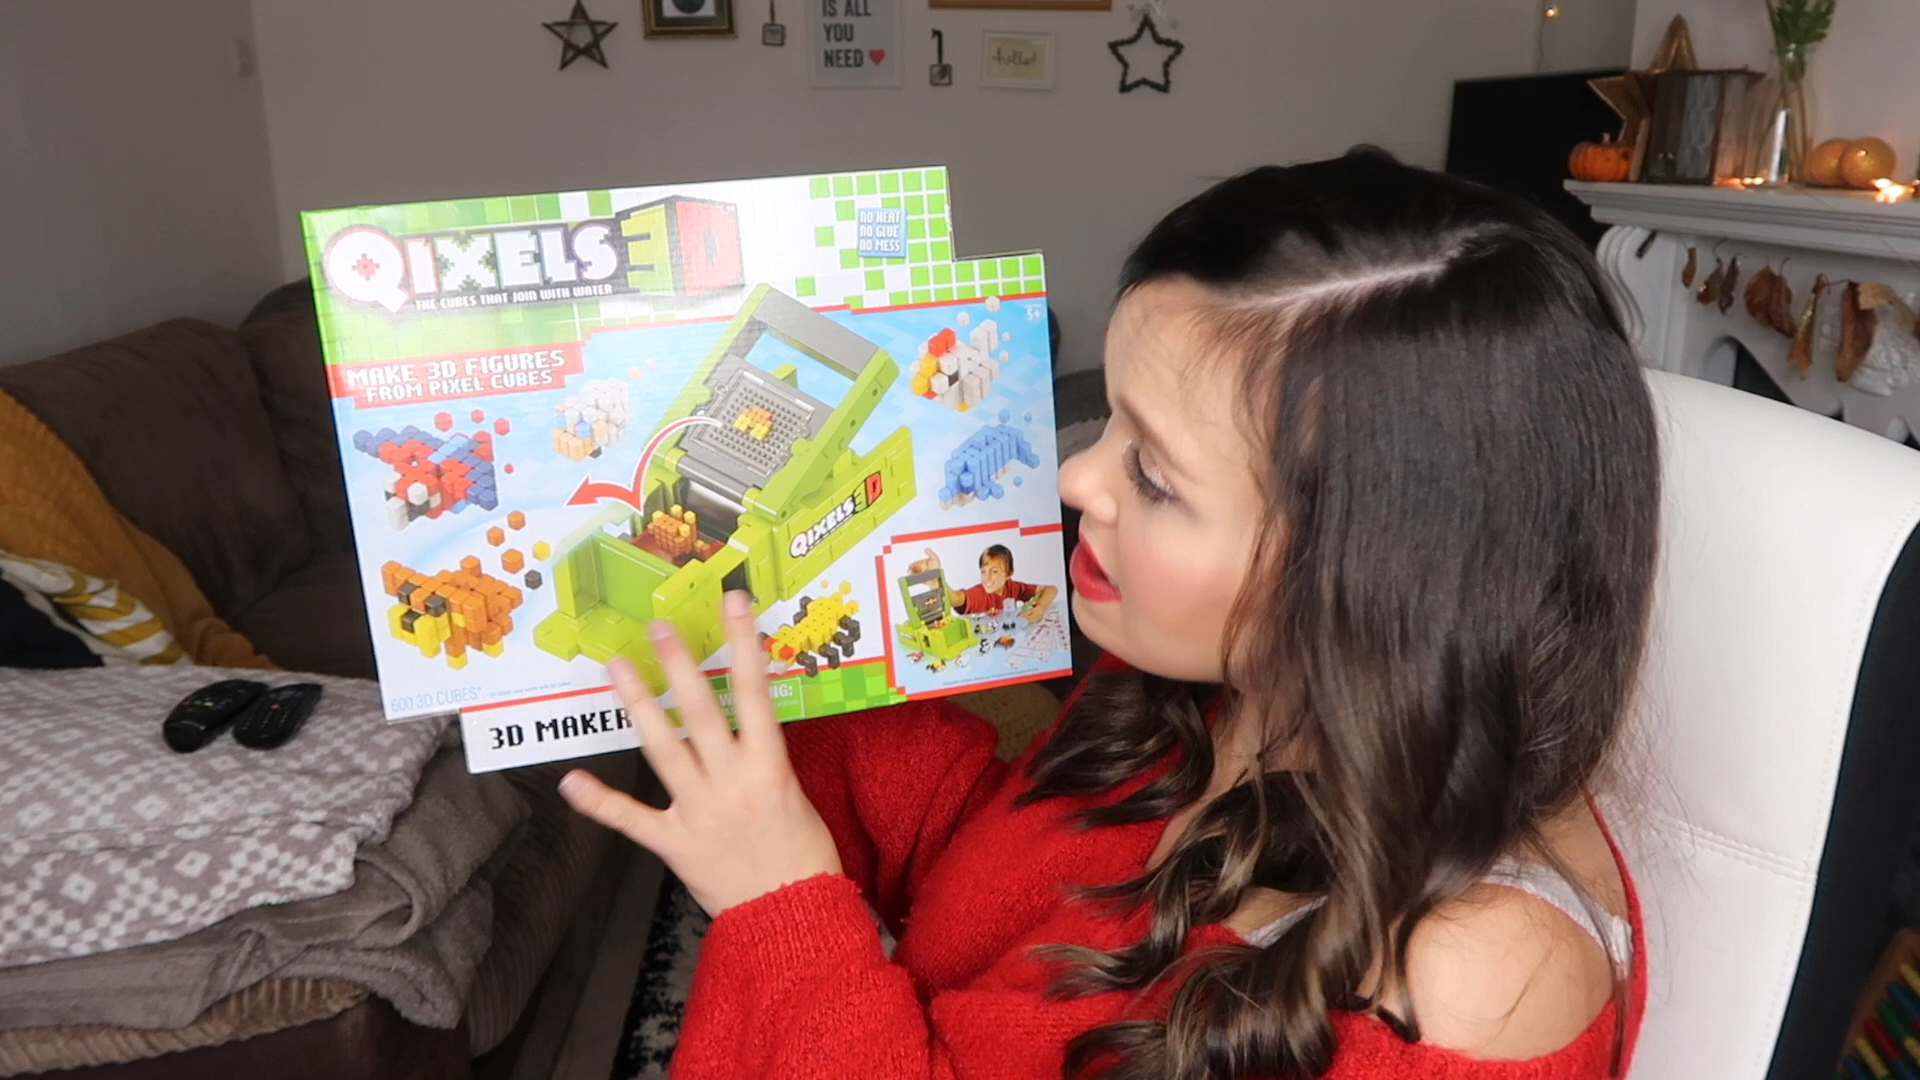 IS ALL
YOU
NEED
hello!
QIXELS 3D
THE CUBES THAT JOIN WITH WATER
NO HEAT
NO GLUE
NO MESS
5+
MAKE 3D FIGURES
FROM PIXEL CUBES
QIXELS 3D
600 3D CUBES*
3D MAKER